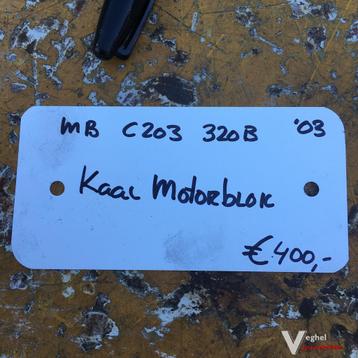 MB C203 320B '03
Kaal Motorblok
€ 400,-
Veghel